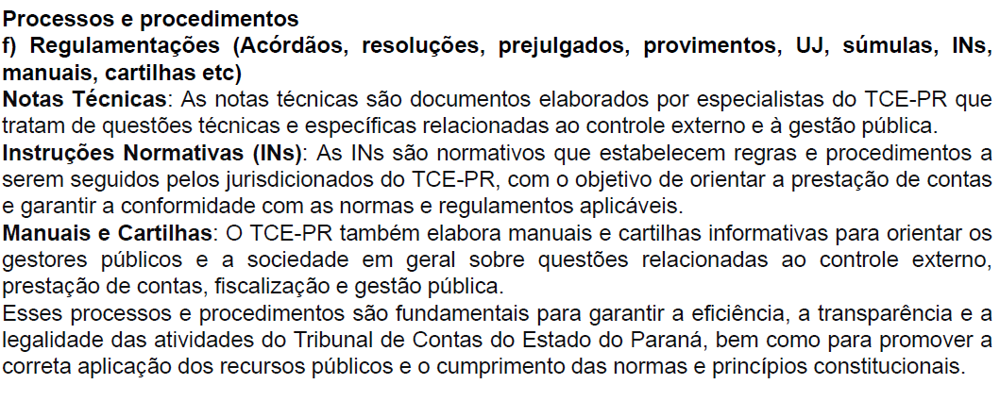 Processos e procedimentos
f) Regulamentações (Acórdãos, resoluções, prejulgados, provimentos, UJ, súmulas, INs,
manuais, cartilhas etc)
Notas Técnicas: As notas técnicas são documentos elaborados por especialistas do TCE-PR que
tratam de questões técnicas e específicas relacionadas ao controle externo e à gestão pública.
Instruções Normativas (INs): As INs são normativos que estabelecem regras e procedimentos a
serem seguidos pelos jurisdicionados do TCE-PR, com o objetivo de orientar a prestação de contas
e garantir a conformidade com as normas e regulamentos aplicáveis.
Manuais e Cartilhas: O TCE-PR também elabora manuais e cartilhas informativas para orientar os
gestores públicos e a sociedade em geral sobre questões relacionadas ao controle externo,
prestação de contas, fiscalização e gestão pública.
Esses processos e procedimentos são fundamentais para garantir a eficiência, a transparência e a
legalidade das atividades do Tribunal de Contas do Estado do Paraná, bem como para promover a
correta aplicação dos recursos públicos e o cumprimento das normas e princípios constitucionais.